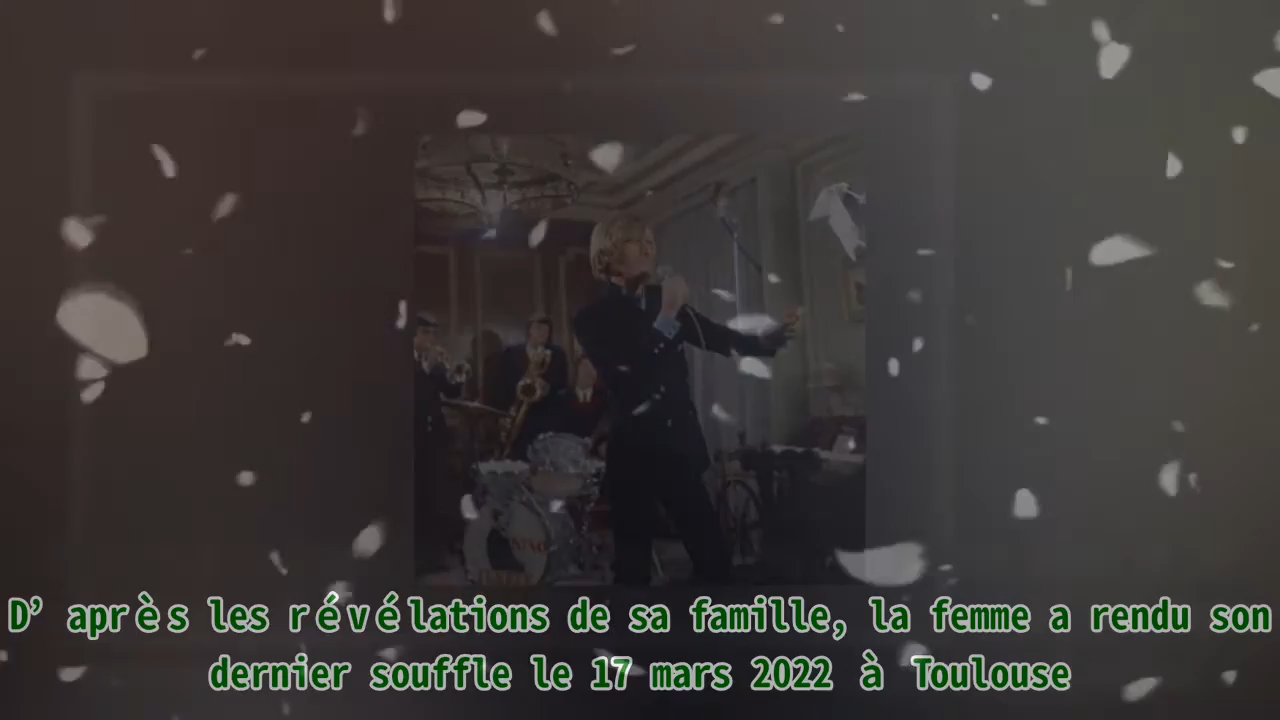 D’ après les révélations de sa famille, la femme a rendu son
dernier souffle le 17 mars 2022 à Toulouse